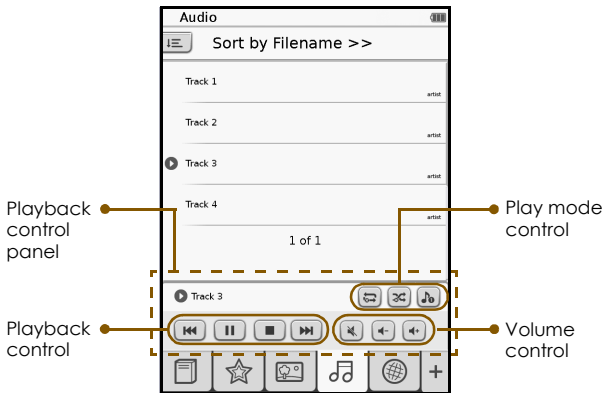 Audio
Sort by Filename >>
Track 1
artist
Track 2
artist
Track 3
artist
Track 4
artist
1 of 1
Track 3
Playback
control
panel
Playback
control
Play mode
control
Volume
control